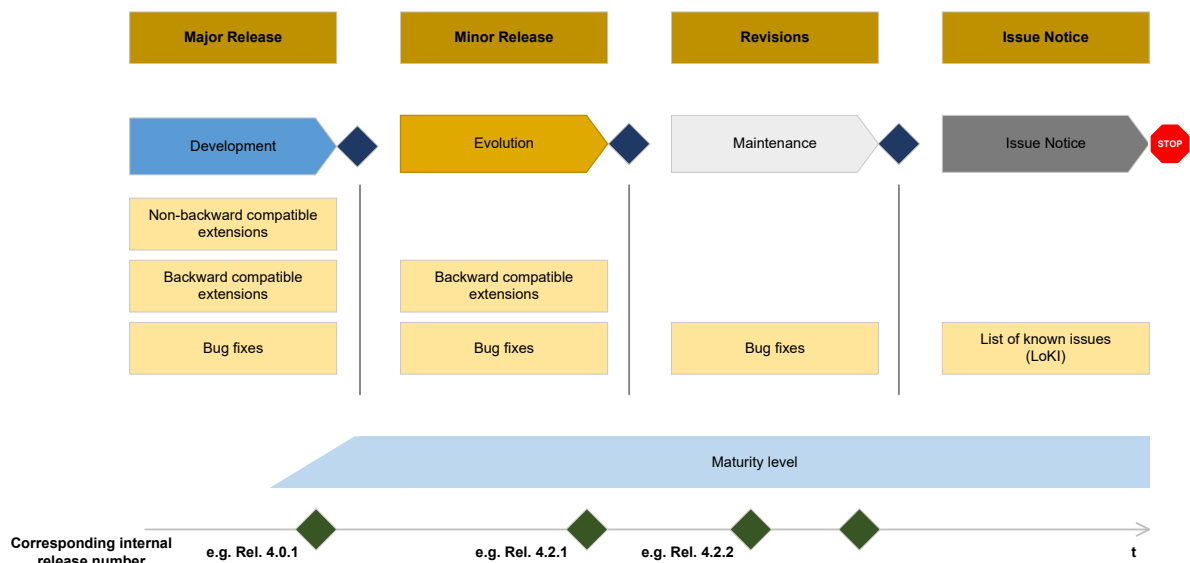 Major Release
Minor Release
Revisions
Issue Notice
Development
Evolution
Maintenance
Issue Notice
STOP
Non-backward compatible
extensions
Backward compatible
extensions
Backward compatible
extensions
Bug fixes
Bug fixes
Bug fixes
List of known issues
(LoKI)
Maturity level
Corresponding internal
release number
e.g. Rel. 4.0.1
e.g. Rel. 4.2.1
e.g. Rel. 4.2.2
t